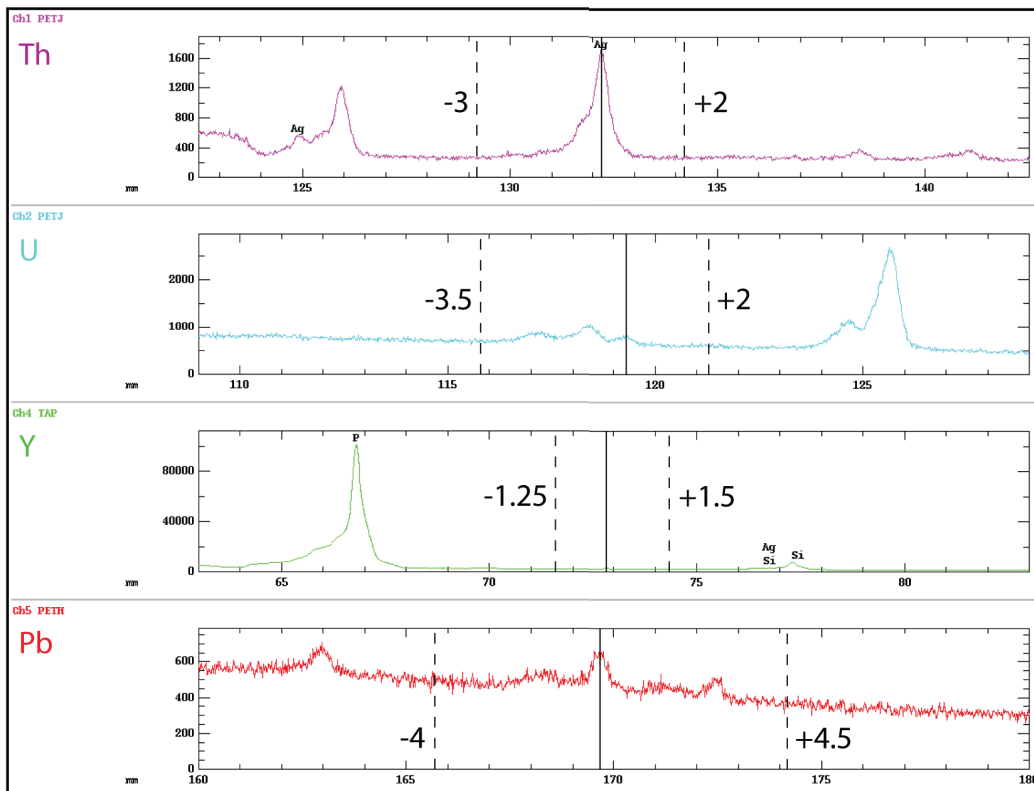 Ch1 PETJ
Th
1600
1200
800
400
0
Ag
Ag
-3
+2
mm
125
130
135
140
Ch2 PETJ
U
2000
1000
0
-3.5
+2
mm
110
115
120
125
Ch4 TAP
Y
80000
40000
0
P
-1.25
+1.5
Ag
Si
Si
mm
65
70
75
80
Ch5 PETH
Pb
600
400
200
0
-4
+4.5
mm
160
165
170
175
180